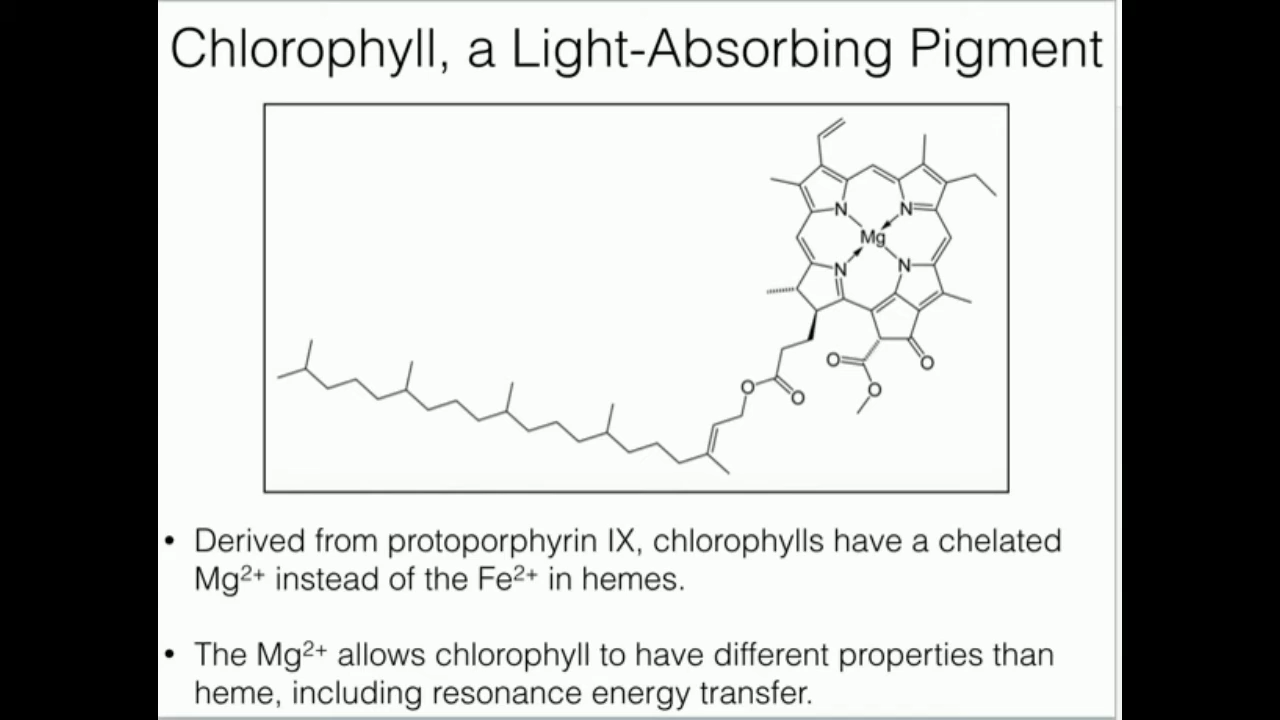 Chlorophyll, a Light-Absorbing Pigment
N
N
Mg
N
N
O
O
O
O
O
• Derived from protoporphyrin IX, chlorophylls have a chelated
Mg²⁺ instead of the Fe²⁺ in hemes.
• The Mg²⁺ allows chlorophyll to have different properties than
heme, including resonance energy transfer.